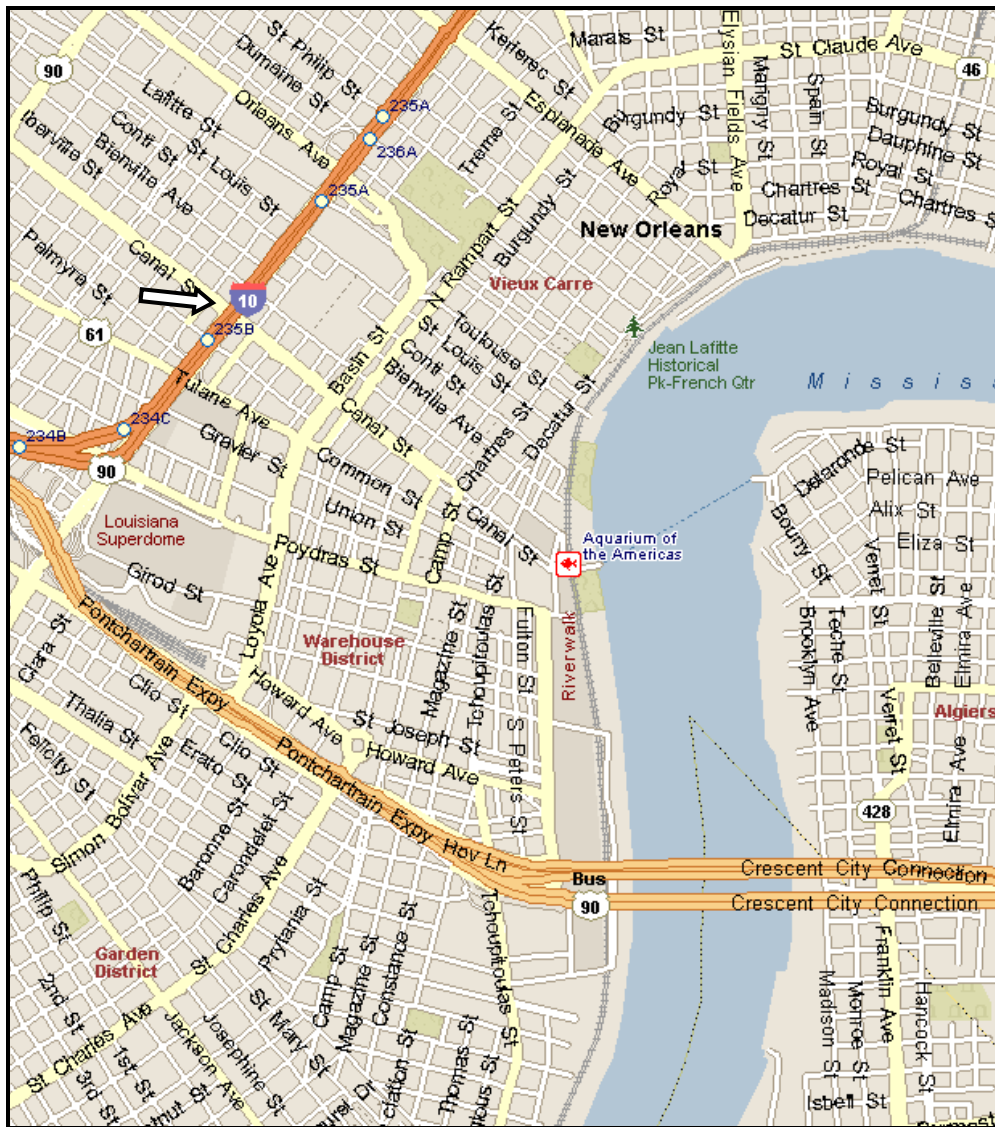 90
St Philip St
Dumaine St
Kerlerec St
Marais St
Elysian Fields Ave
St Claude Ave
46
Lafitte St
Orleans Ave
235A
Esplanade Ave
Burgundy St
Marigny St
Spain St
Burgundy St
Iberville St
Conti St
Bienville Ave
St Louis St
236A
Treme St
Dauphine St
Royal St
Royal St
235A
Chartres St
Chartres S
Decatur St
New Orleans
Burgundy St
N Rampart St
Palmyra St
Canal St
Vieux Carre
10
61
235B
Basin St
Toulouse St
St Louis St
Conti St
Bienville Ave
Jean Lafitte
Historical
Pk-French Qtr
M i s s i s s
Tulane Ave
Decatur St
Chartres St
234C
234B
90
Gravier St
Canal St
Common St
Delaronde St
Pelican Ave
Alix St
Louisiana
Superdome
Union St
Camp St
Canal St
Aquarium of
the Americas
Bouny St
Eliza St
Vernet St
Poydras St
Girod St
Loyola Ave
Pontchartrain Expy
Warehouse
District
Magazine St
Tchoupitoulas St
Fulton St
Riverwalk
Brooklyn Ave
Teche St
Belleville St
Elmira Ave
Clara St
Clio St
Howard Ave
St Joseph St
S Peters St
Verret St
Algiers
Thalia St
Felicity St
Erato St
Clio St
Howard Ave
Pontchartrain Expy Hov Ln
Elmira Ave
428
Simon Bolivar Ave
Baronne St
Carondelet St
Crescent City Connection
Bus
90
Crescent City Connection
Philip St
St Charles Ave
Prytania St
Tchoupitoulas St
Garden
District
Camp St
Magazine St
Constance St
Franklin Ave
2nd St
St Mary St
Madison St
Monroe St
Hancock St
St Charles Ave
Jackson Ave
Josephine St
1st St
3rd St
stnut St
urel
Dr
ciation St
Thomas St
itous St
Isbell St